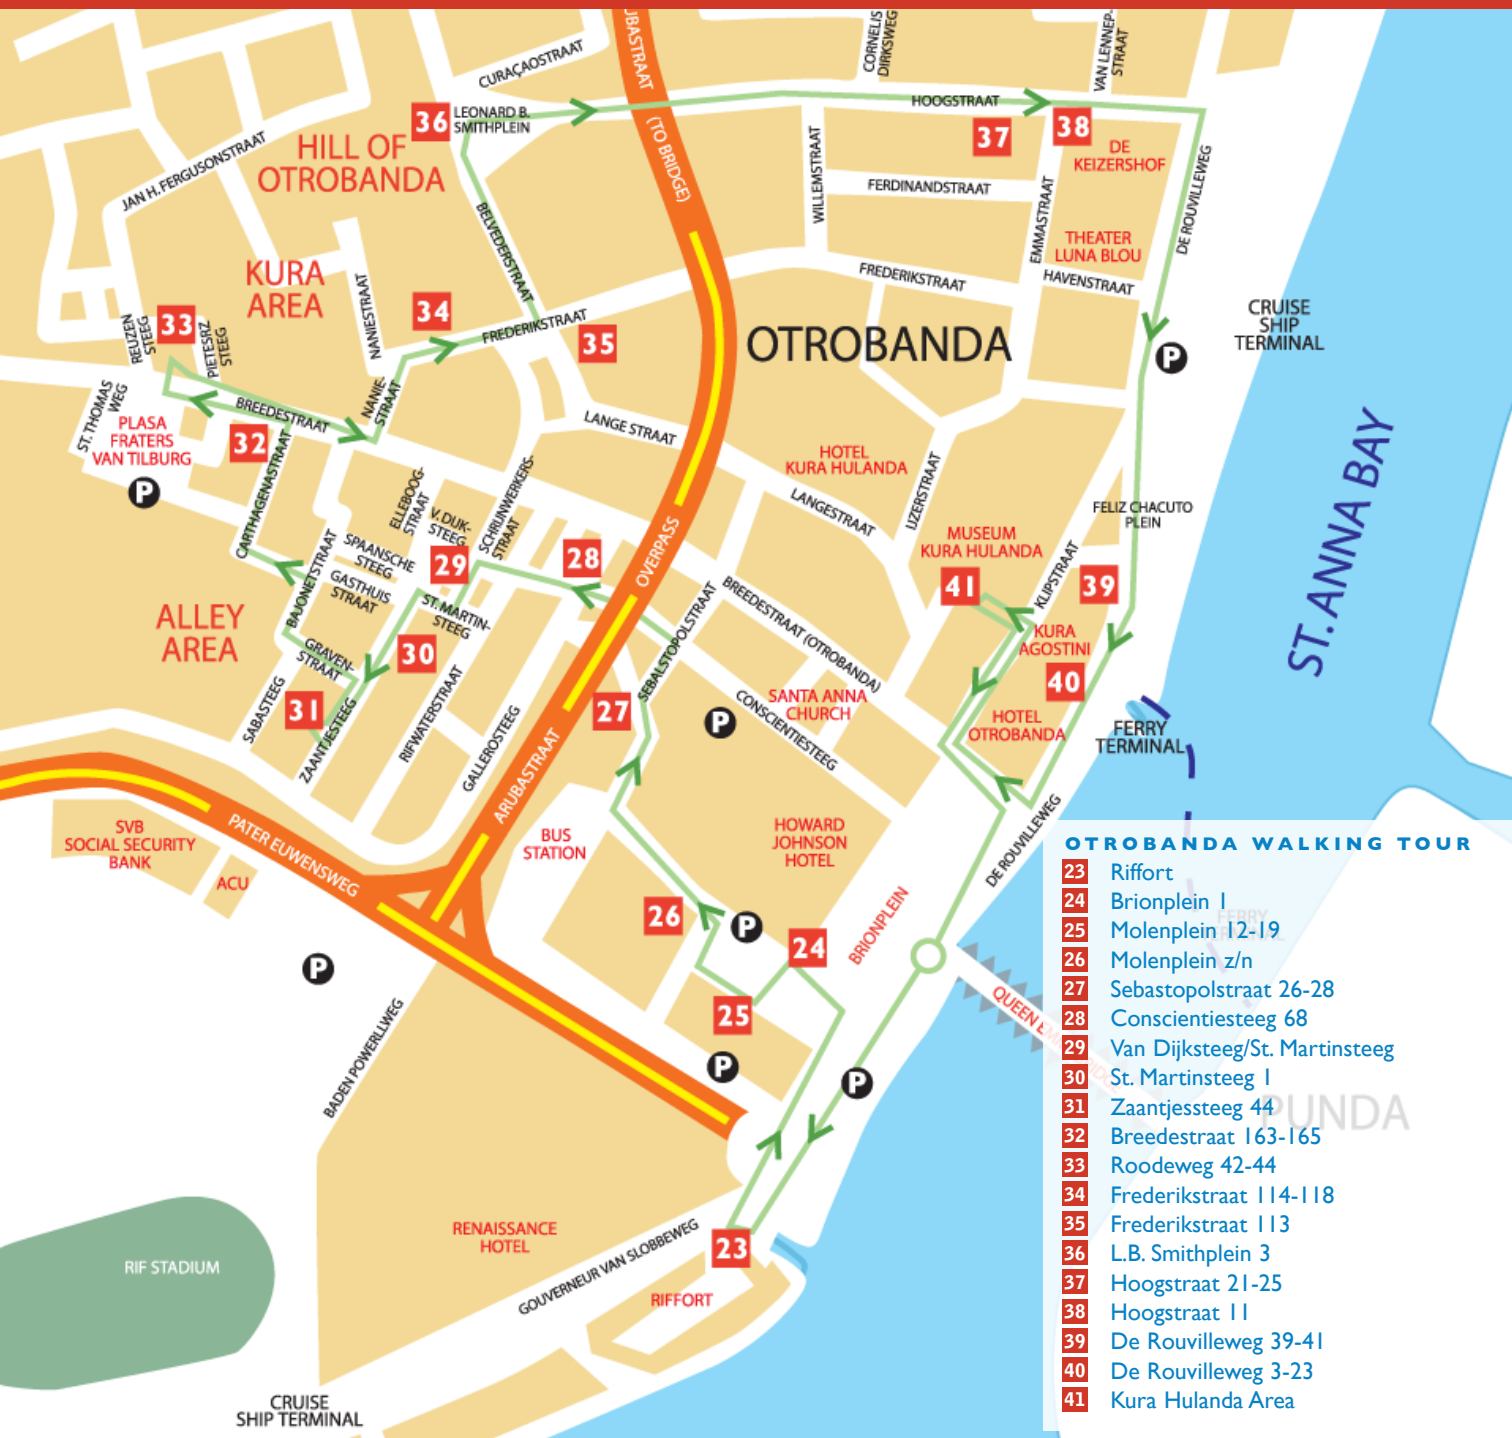 UBASTRAAT
(TO BRIDGE)
CURAÇAOSTRAAT
CORNELIS
DIRKSWEG
VAN LENNEP-
STRAAT
36
LEONARD B.
SMITHPLEIN
HOOGSTRAAT
37
38
DE
KEIZERSHOF
HILL OF
OTROBANDA
JAN H. FERGUSONSTRAAT
WILLEMSTRAAT
FERDINANDSTRAAT
EMMASTRAAT
DE ROUVILLEWEG
THEATER
LUNA BLOU
BELVEDERSTRAAT
KURA
AREA
FREDERIKSTRAAT
HAVENSTRAAT
NANIESTRAAT
34
33
REIJZEN
STEEG
PIETERSZ
STEEG
FREDERIKSTRAAT
35
OTROBANDA
CRUISE
SHIP
TERMINAL
P
ST. THOMAS
WEG
NANIE-
STRAAT
BREEDESTRAAT
PLASA
FRATERS
VAN TILBURG
32
LANGE STRAAT
HOTEL
KURA HULANDA
ST. ANNA BAY
P
CARTHAGENASTRAAT
ELLEBOOG-
STRAAT
V. DIJK-
STEEG
SCHRIJNWERKERS-
STRAAT
LANGESTRAAT
IJZERSTRAAT
FELIZ CHACUTO
PLEIN
MUSEUM
KURA HULANDA
SPAANSCHE
STEEG
29
28
OVERPASS
BAJONETSTRAAT
GASTHUIS
STRAAT
ST. MARTIN-
STEEG
41
KLIPSTRAAT
39
BREEDESTRAAT (OTROBANDA)
ALLEY
AREA
SEBALSTOPOLSTRAAT
KURA
AGOSTINI
GRAVEN-
STRAAT
30
40
31
SABASTEEG
ZAANTJESTEEG
RIFWATERSTRAAT
GALLEROSTEEG
27
P
CONSCIENTIESTEEG
SANTA ANNA
CHURCH
HOTEL
OTROBANDA
FERRY
TERMINAL
ARUBASTRAAT
SVB
SOCIAL SECURITY
BANK
ACU
PATER EUWENSWEG
BUS
STATION
HOWARD
JOHNSON
HOTEL
DE ROUVILLEWEG
26
P
24
BRIONPLEIN
P
25
P
P
QUEEN EMMA BRIDGE
BADEN POWERLLWEG
PUNDA
FERRY
TERMINAL
RENAISSANCE
HOTEL
GOUVERNEUR VAN SLOBBEWEG
23
RIFFORT
RIF STADIUM
CRUISE
SHIP TERMINAL
OTROBANDA WALKING TOUR
23 Riffort
24 Brionplein 1
25 Molenplein 12-19
26 Molenplein z/n
27 Sebastopolstraat 26-28
28 Conscientiesteeg 68
29 Van Dijksteeg/St. Martinsteeg
30 St. Martinsteeg 1
31 Zaantjessteeg 44
32 Breedestraat 163-165
33 Roodeweg 42-44
34 Frederikstraat 114-118
35 Frederikstraat 113
36 L.B. Smithplein 3
37 Hoogstraat 21-25
38 Hoogstraat 11
39 De Rouvilleweg 39-41
40 De Rouvilleweg 3-23
41 Kura Hulanda Area